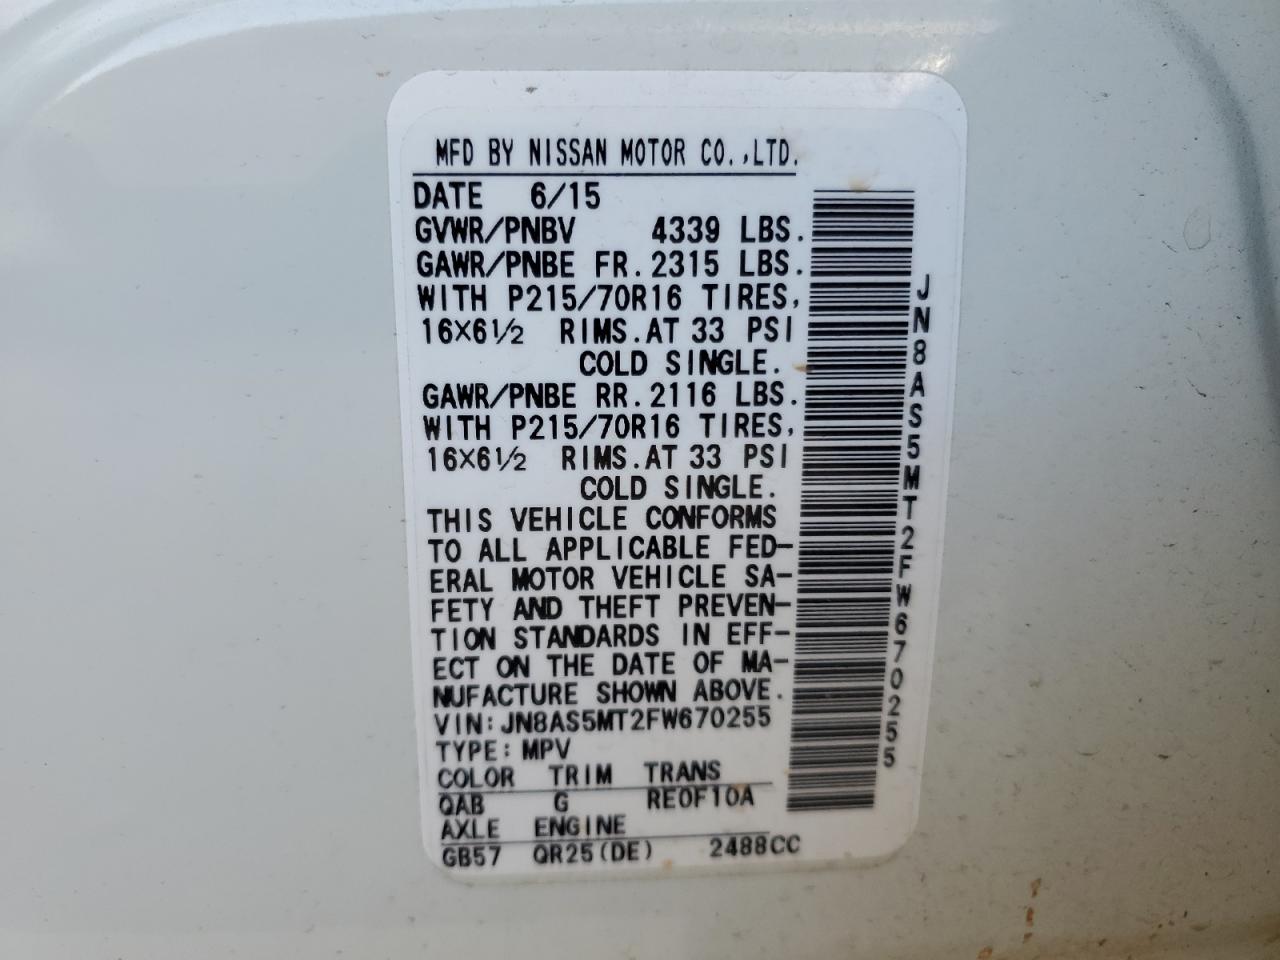 MFD BY NISSAN MOTOR CO.,LTD.
DATE 6/15
GVWR/PNBV 4339 LBS.
GAWR/PNBE FR.2315 LBS.
WITH P215/70R16 TIRES,
16×6½ RIMS.AT 33 PSI
COLD SINGLE.
GAWR/PNBE RR.2116 LBS.
WITH P215/70R16 TIRES,
16×6½ RIMS.AT 33 PSI
COLD SINGLE.
THIS VEHICLE CONFORMS
TO ALL APPLICABLE FED-
ERAL MOTOR VEHICLE SA-
FETY AND THEFT PREVEN-
TION STANDARDS IN EFF-
ECT ON THE DATE OF MA-
NUFACTURE SHOWN ABOVE.
VIN:JN8AS5MT2FW670255
TYPE:MPV
COLOR TRIM TRANS
QAB G RE0F10A
AXLE ENGINE
GB57 QR25(DE) 2488CC
JN8AS5MT2FW670255